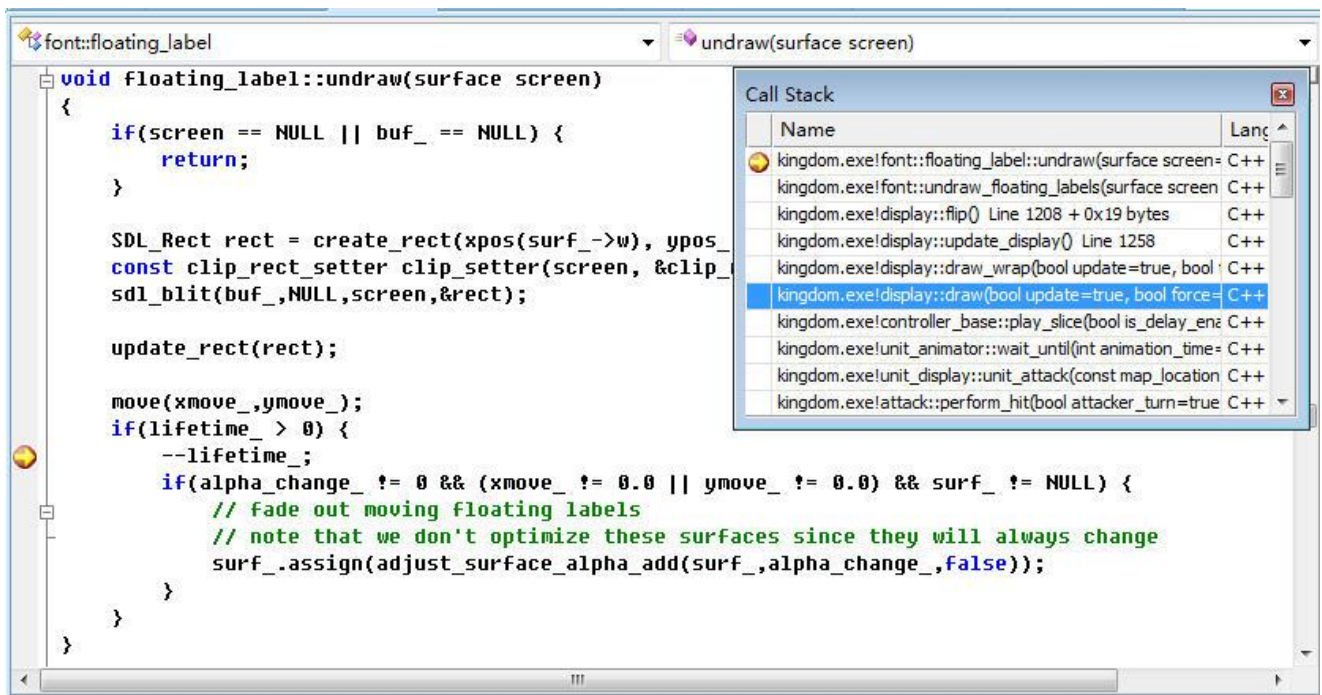 font::floating_label
undraw(surface screen)
void floating_label::undraw(surface screen)
{
if(screen == NULL || buf_ == NULL) {
return;
}
SDL_Rect rect = create_rect(xpos(surf_->w), ypos_
const clip_rect_setter clip_setter(screen, &clip_
sdl_blit(buf_,NULL,screen,&rect);
update_rect(rect);
move(xmove_,ymove_);
if(lifetime_ > 0) {
--lifetime_;
if(alpha_change_ != 0 && (xmove_ != 0.0 || ymove_ != 0.0) && surf_ != NULL) {
// fade out moving floating labels
// note that we don't optimize these surfaces since they will always change
surf_.assign(adjust_surface_alpha_add(surf_,alpha_change_,false));
}
}
}
Call Stack
Name Lang
kingdom.exe!font::floating_label::undraw(surface screen= C++
kingdom.exe!font::undraw_floating_labels(surface screen C++
kingdom.exe!display::flip() Line 1208 + 0x19 bytes C++
kingdom.exe!display::update_display() Line 1258 C++
kingdom.exe!display::draw_wrap(bool update=true, bool C++
kingdom.exe!display::draw(bool update=true, bool force= C++
kingdom.exe!controller_base::play_slice(bool is_delay_ena C++
kingdom.exe!unit_animator::wait_until(int animation_time= C++
kingdom.exe!unit_display::unit_attack(const map_location C++
kingdom.exe!attack::perform_hit(bool attacker_turn=true C++